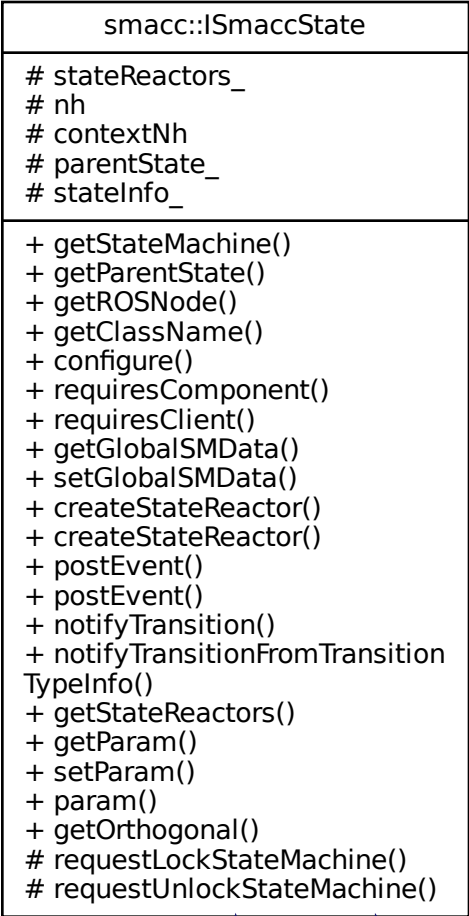 smacc::ISmaccState
# stateReactors_
# nh
# contextNh
# parentState_
# stateInfo_
+ getStateMachine()
+ getParentState()
+ getROSNode()
+ getClassName()
+ configure()
+ requiresComponent()
+ requiresClient()
+ getGlobalSMData()
+ setGlobalSMData()
+ createStateReactor()
+ createStateReactor()
+ postEvent()
+ postEvent()
+ notifyTransition()
+ notifyTransitionFromTransition
TypeInfo()
+ getStateReactors()
+ getParam()
+ setParam()
+ param()
+ getOrthogonal()
# requestLockStateMachine()
# requestUnlockStateMachine()